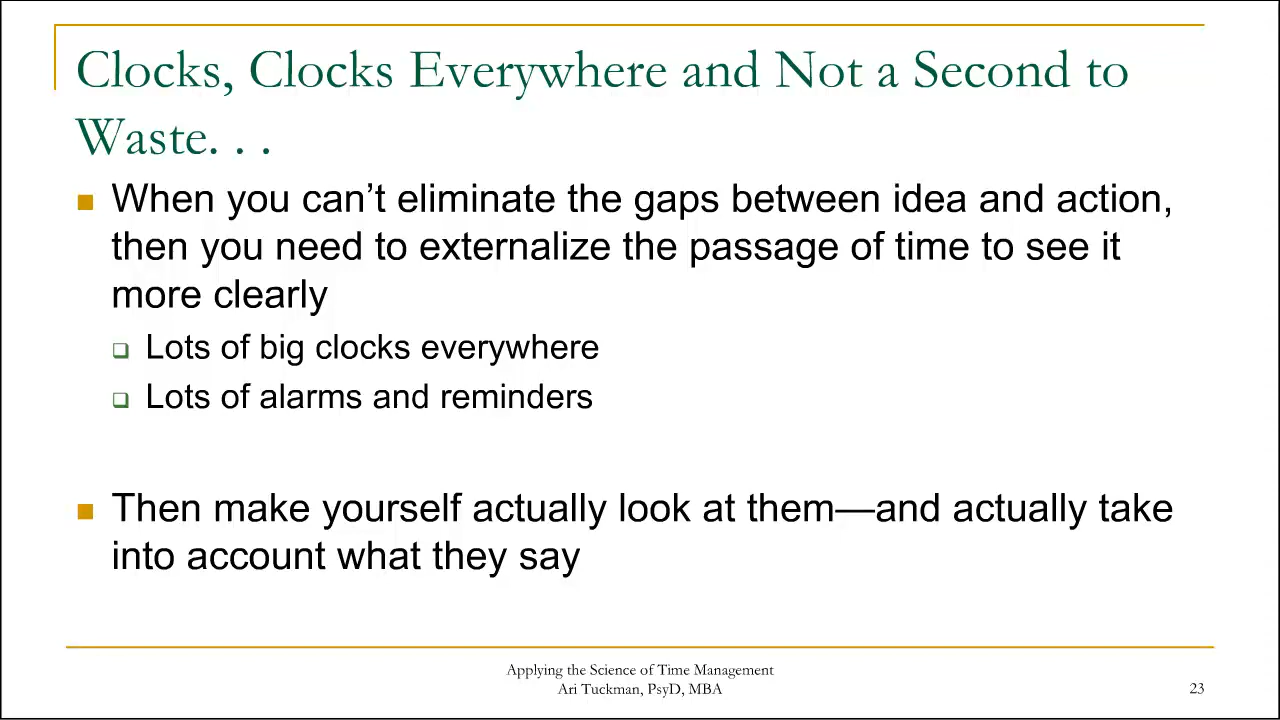 Clocks, Clocks Everywhere and Not a Second to
Waste. . .
When you can’t eliminate the gaps between idea and action,
then you need to externalize the passage of time to see it
more clearly
Lots of big clocks everywhere
Lots of alarms and reminders
Then make yourself actually look at them—and actually take
into account what they say
Applying the Science of Time Management
Ari Tuckman, PsyD, MBA
23